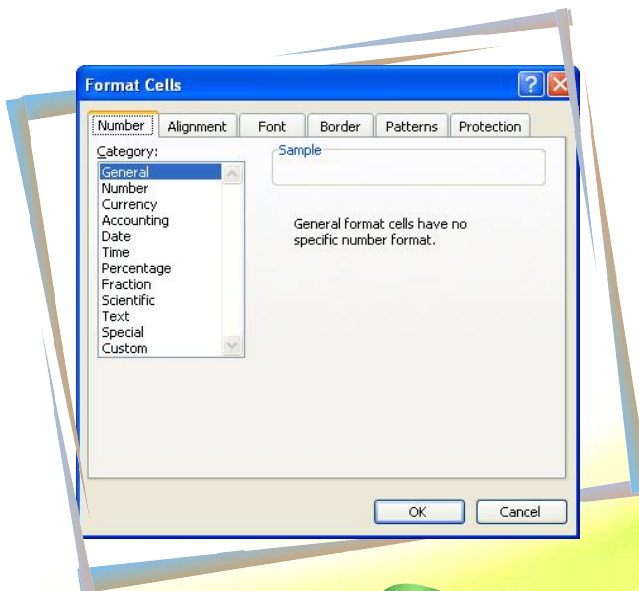 Format Cells
Number Alignment Font Border Patterns Protection
Category:
Sample
General
Number
Currency
Accounting
Date
Time
Percentage
Fraction
Scientific
Text
Special
Custom
General format cells have no
specific number format.
OK Cancel